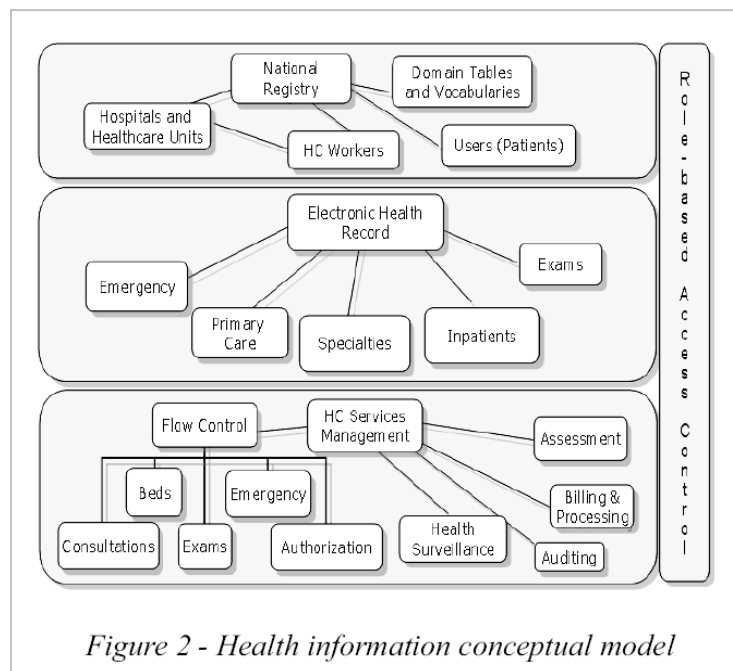 National
Registry
Domain Tables
and Vocabularies
Hospitals and
Healthcare Units
HC Workers
Users (Patients)
Electronic Health
Record
Emergency
Exams
Primary
Care
Specialties
Inpatients
Flow Control
HC Services
Management
Assessment
Beds
Emergency
Billing &
Processing
Consultations
Exams
Authorization
Health
Surveillance
Auditing
Role-based Access Control
Figure 2 - Health information conceptual model